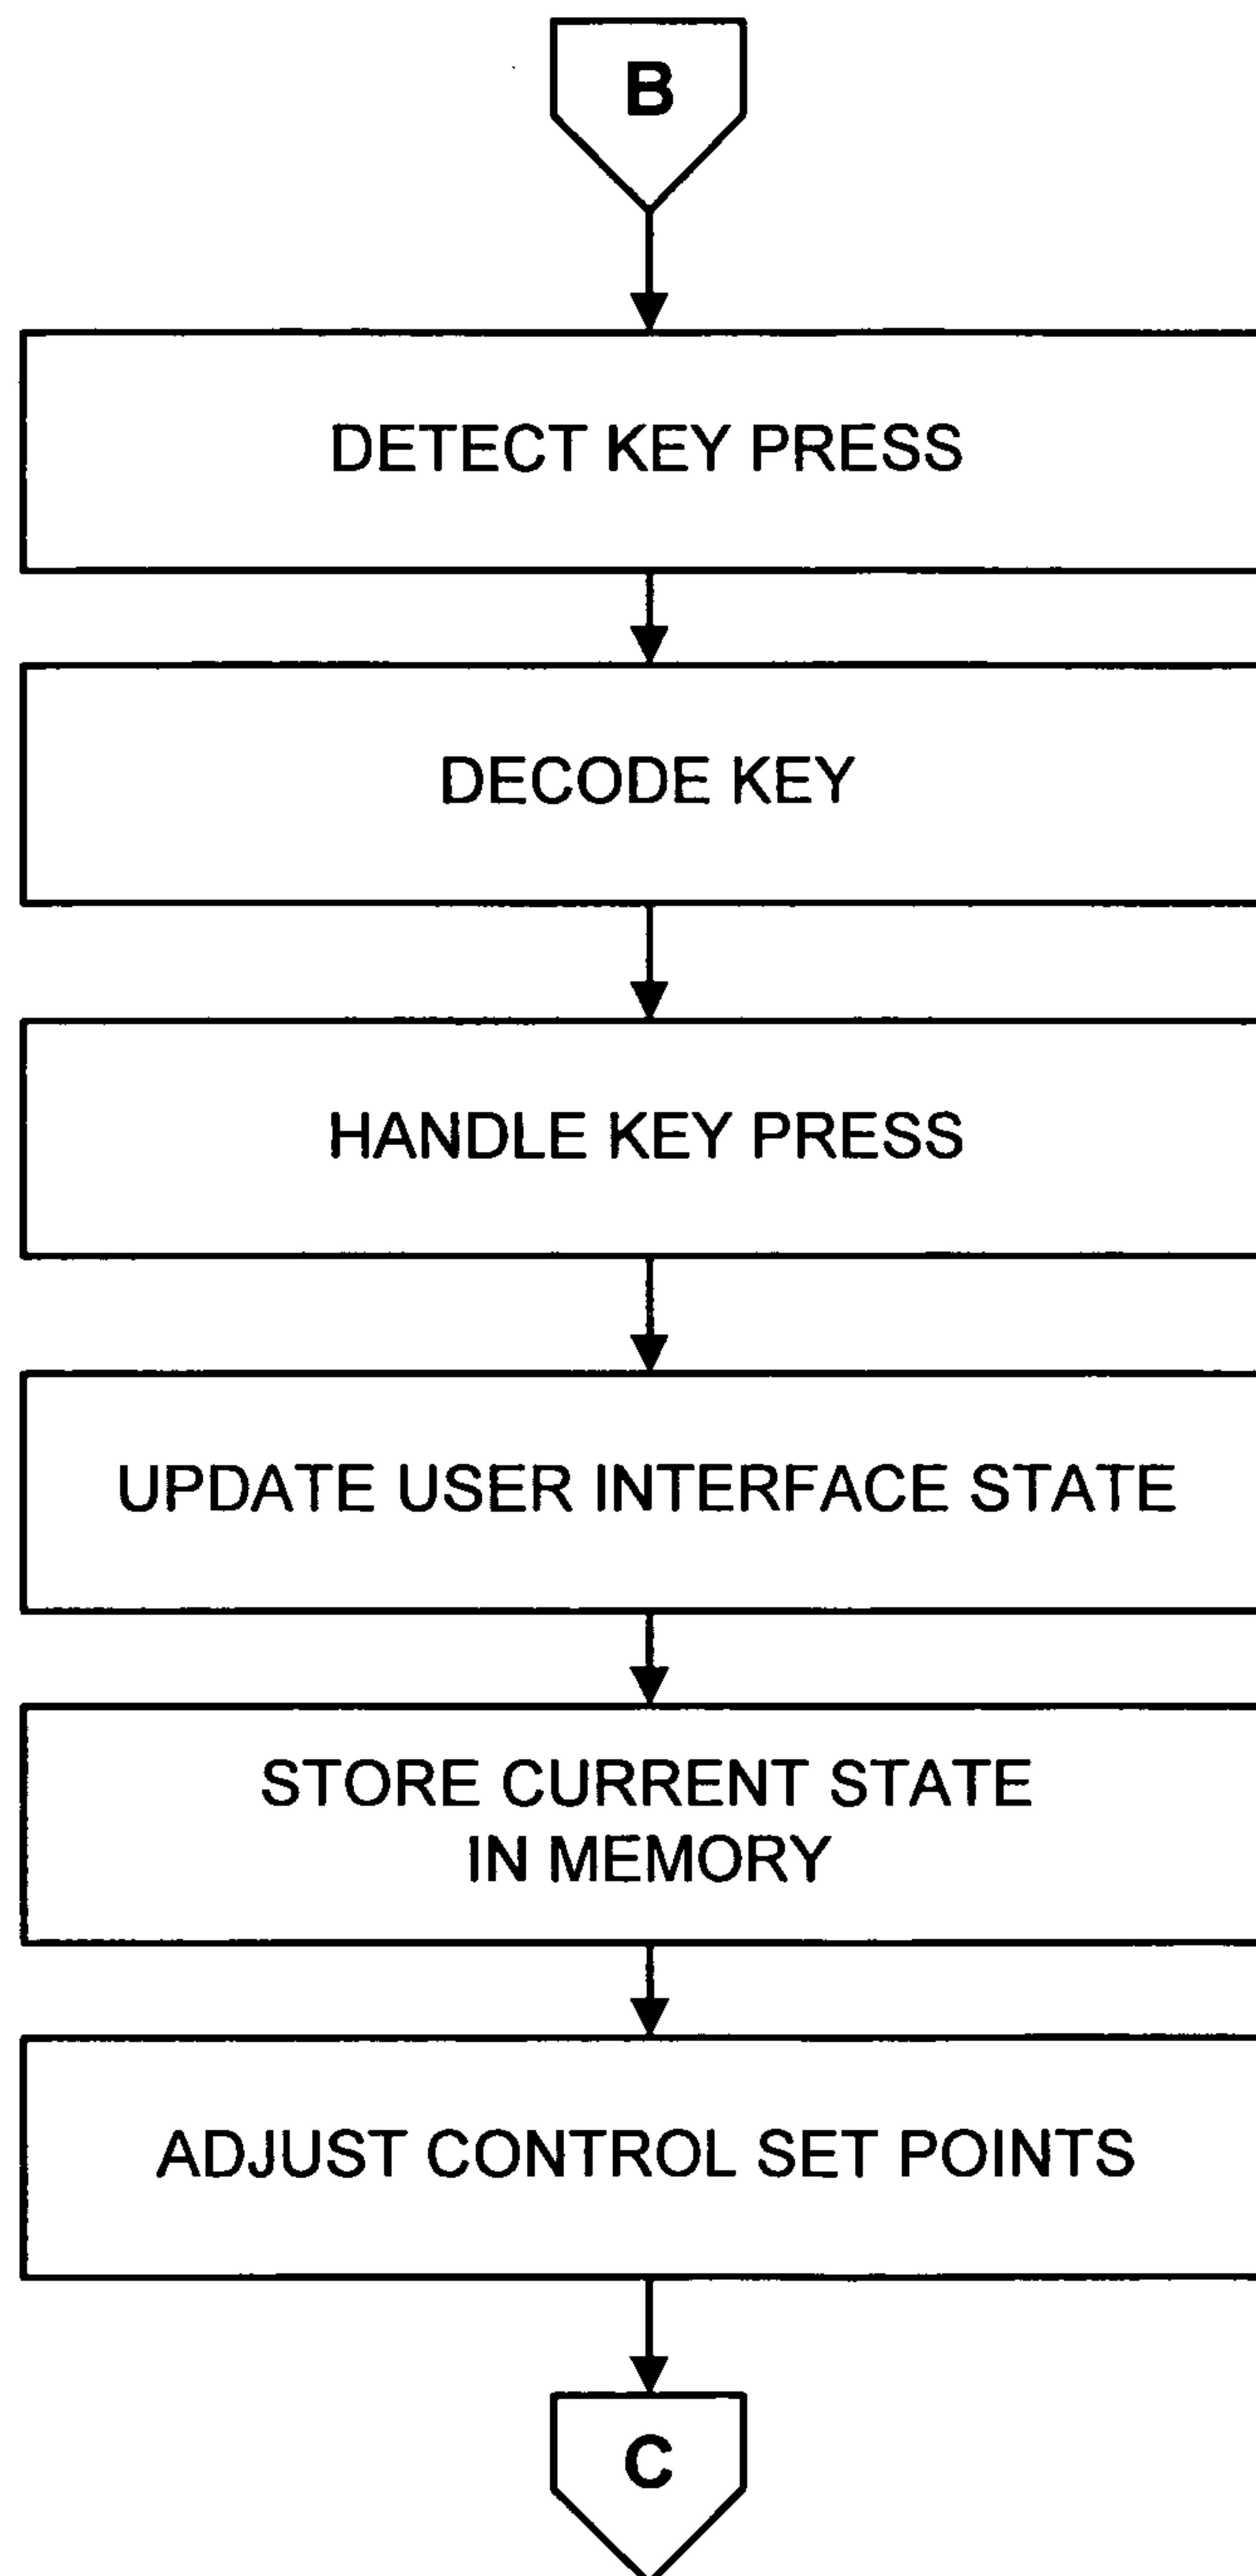 B
DETECT KEY PRESS
DECODE KEY
HANDLE KEY PRESS
UPDATE USER INTERFACE STATE
STORE CURRENT STATE
IN MEMORY
ADJUST CONTROL SET POINTS
C